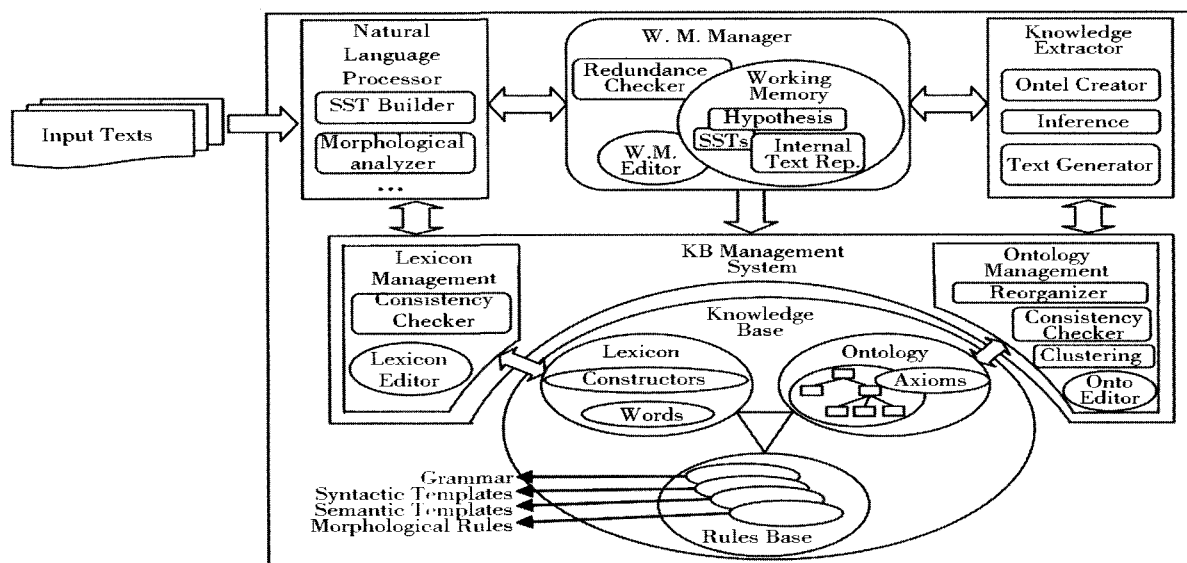 Input Texts
Natural
Language
Processor
SST Builder
Morphological
analyzer
...
W. M. Manager
Redundance
Checker
Working
Memory
Hypothesis
SSTs
Internal
Text Rep.
W.M.
Editor
Knowledge
Extractor
Ontel Creator
Inference
Text Generator
Lexicon
Management
Consistency
Checker
Lexicon
Editor
KB Management
System
Ontology
Management
Reorganizer
Consistency
Checker
Clustering
Onto
Editor
Knowledge
Base
Lexicon
Constructors
Words
Ontology
Axioms
Grammar
Syntactic Templates
Semantic Templates
Morphological Rules
Rules Base